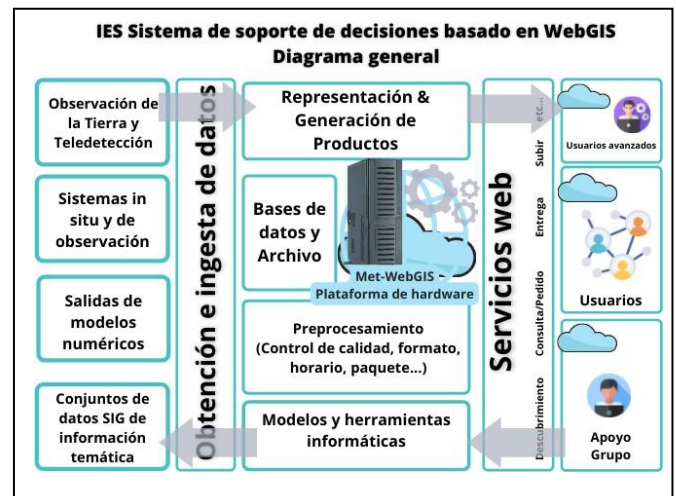 IES Sistema de soporte de decisiones basado en WebGIS
Diagrama general
Observación de
la Tierra y
Teledetección
Sistemas in
situ y de
observación
Salidas de
modelos
numéricos
Conjuntos de
datos SIG de
información
temática
Obtención e ingesta de datos
Representación &
Generación de
Productos
Bases de
datos y
Archivo
Met-WebGIS
Plataforma de hardware
Preprocesamiento
(Control de calidad, formato,
horario, paquete...)
Modelos y herramientas
informáticas
Servicios web
Descubrimiento
Consulta/Pedido
Entrega
Subir
etc...
Usuarios avanzados
Usuarios
Apoyo
Grupo